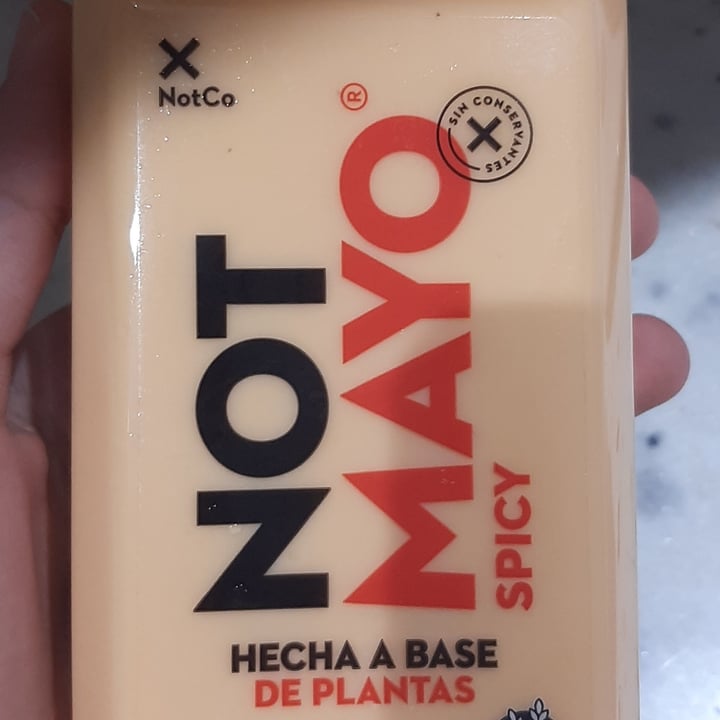 NotCo
SIN CONSERVANTES
NOT
MAYO®
SPICY
HECHA A BASE
DE PLANTAS